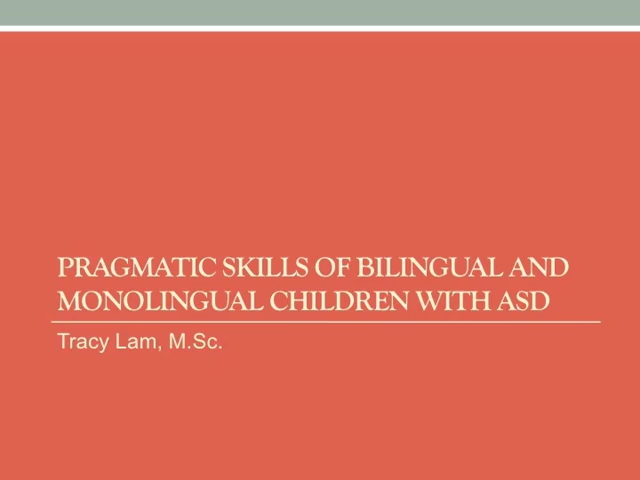 PRAGMATIC SKILLS OF BILINGUAL AND
MONOLINGUAL CHILDREN WITH ASD
Tracy Lam, M.Sc.